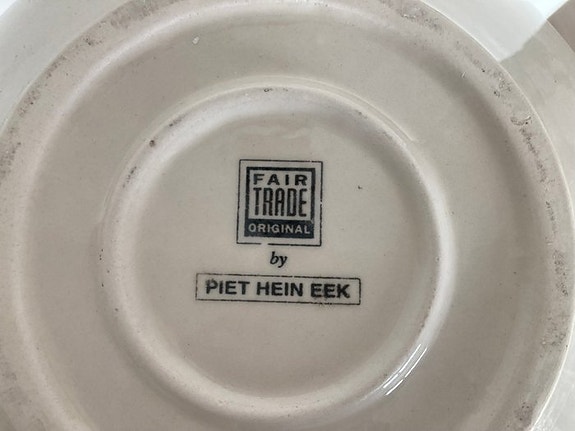 FAIR
TRADE
ORIGINAL
by
PIET HEIN EEK